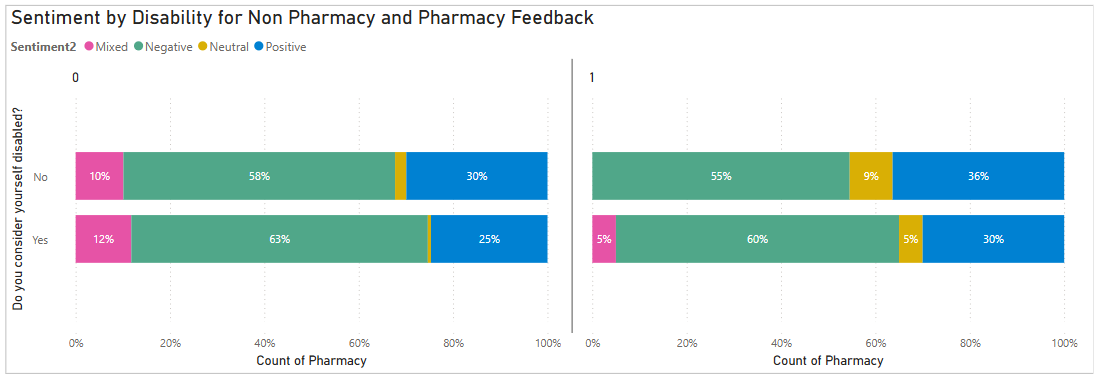 Sentiment by Disability for Non Pharmacy and Pharmacy Feedback
Sentiment2 Mixed Negative Neutral Positive
0
1
Do you consider yourself disabled?
No
10% 58% 30%
55% 9% 36%
Yes
12% 63% 25%
5% 60% 5% 30%
0% 20% 40% 60% 80% 100%
0% 20% 40% 60% 80% 100%
Count of Pharmacy
Count of Pharmacy